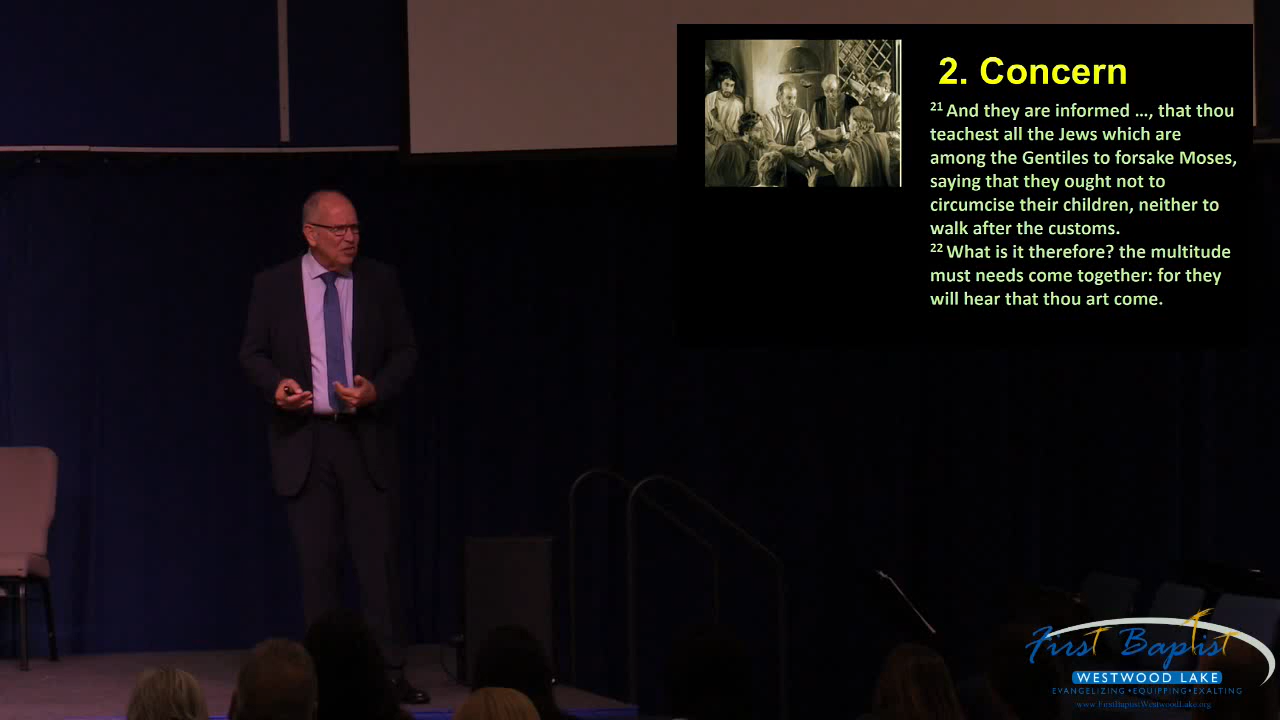 2. Concern
21 And they are informed …, that thou
teachest all the Jews which are
among the Gentiles to forsake Moses,
saying that they ought not to
circumcise their children, neither to
walk after the customs.
22 What is it therefore? the multitude
must needs come together: for they
will hear that thou art come.
First Baptist
WESTWOOD LAKE
EVANGELIZING•EQUIPPING•EXALTING
www.FirstBaptistWestwoodLake.org